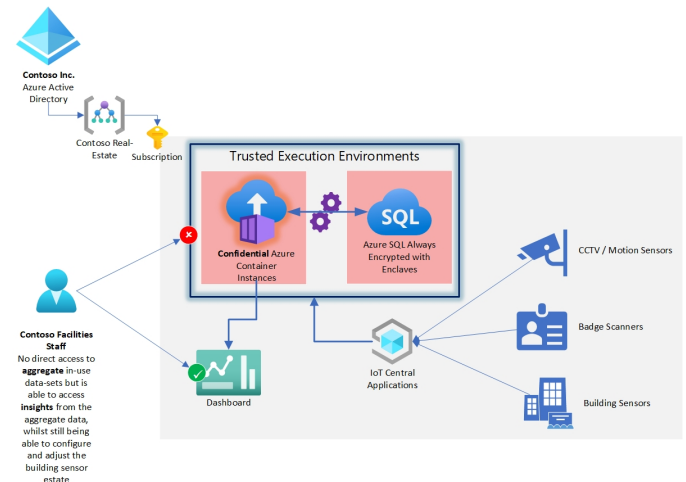 Contoso Inc.
Azure Active
Directory
Contoso Real-
Estate
Subscription
Trusted Execution Environments
SQL
Confidential Azure
Container
Instances
Azure SQL Always
Encrypted with
Enclaves
CCTV / Motion Sensors
Badge Scanners
Building Sensors
IoT Central
Applications
Dashboard
Contoso Facilities
Staff
No direct access to
aggregate in-use
data-sets but is
able to access
insights from the
aggregate data,
whilst still being
able to configure
and adjust the
building sensor
estate